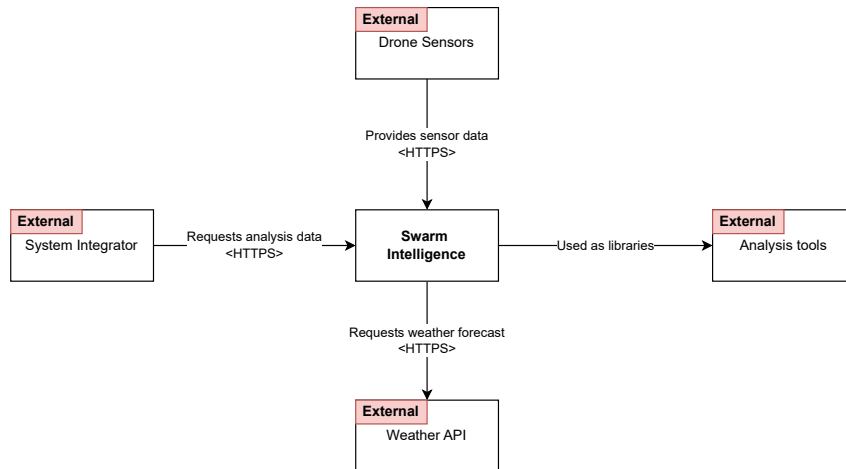 External
Drone Sensors
Provides sensor data
<HTTPS>
External
System Integrator
Requests analysis data
<HTTPS>
Swarm
Intelligence
Used as libraries
External
Analysis tools
Requests weather forecast
<HTTPS>
External
Weather API